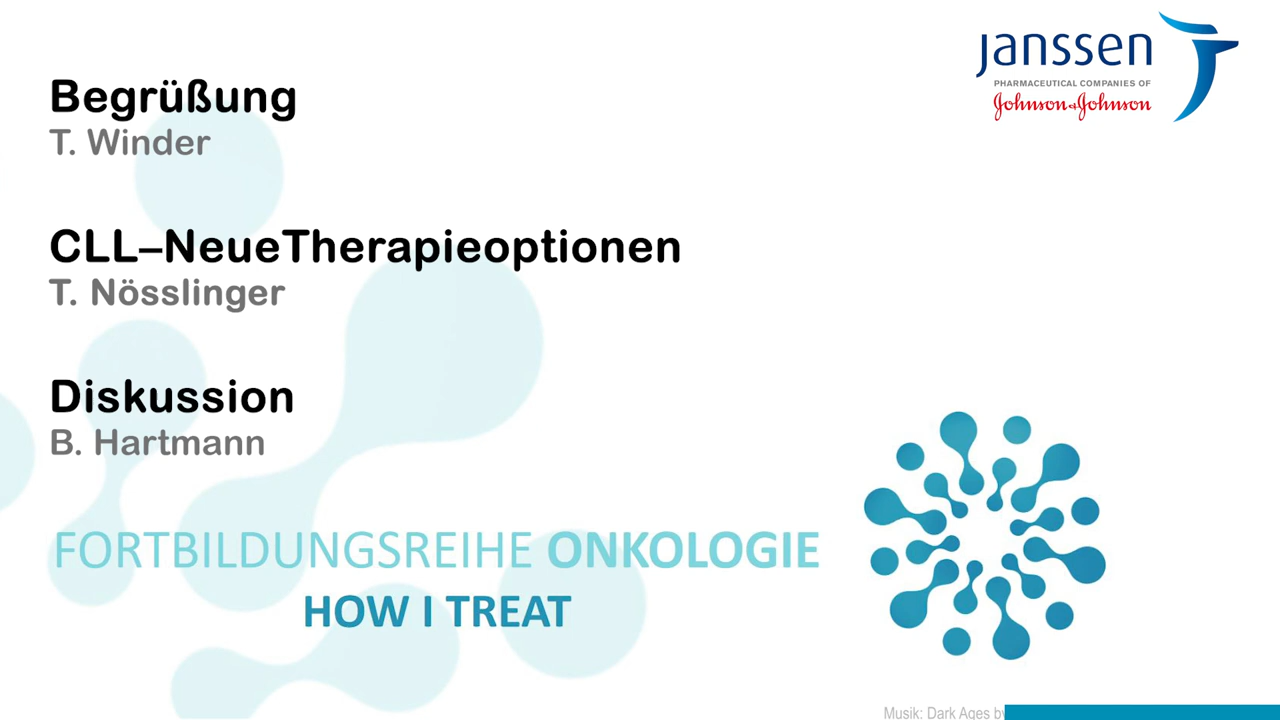 Begrüßung
T. Winder
CLL–NeueTherapieoptionen
T. Nösslinger
Diskussion
B. Hartmann
FORTBILDUNGSREIHE ONKOLOGIE
HOW I TREAT
janssen
PHARMACEUTICAL COMPANIES OF
Johnson&Johnson
Musik: Dark Ages by